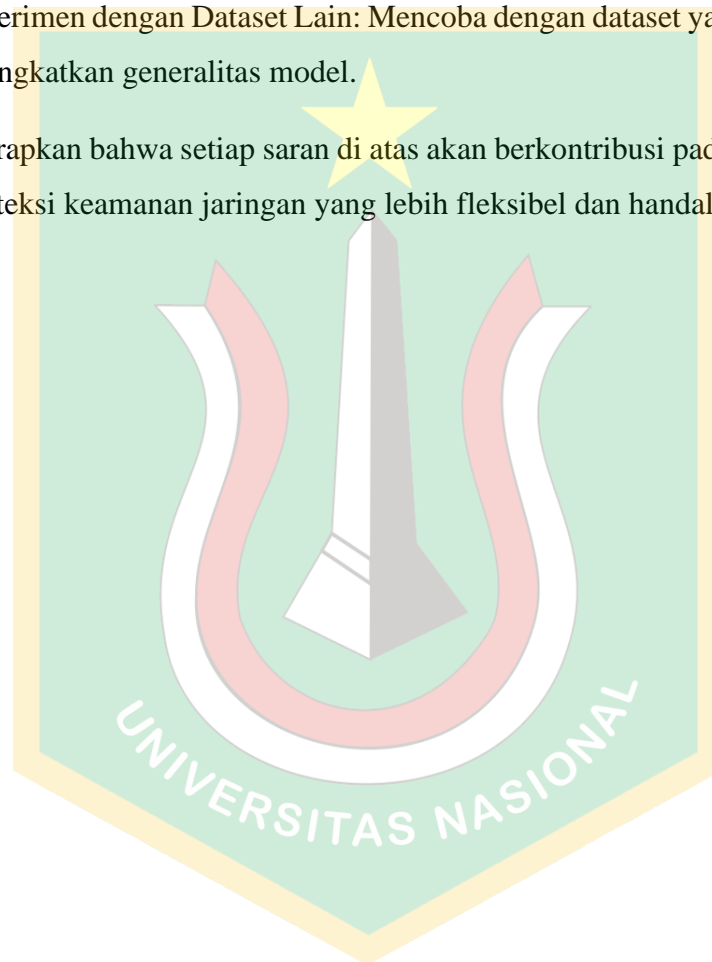 erimen dengan Dataset Lain: Mencoba dengan dataset ya
ngkatkan generalitas model.
rapkan bahwa setiap saran di atas akan berkontribusi pad
teksi keamanan jaringan yang lebih fleksibel dan handal
UNIVERSITAS NASIONAL